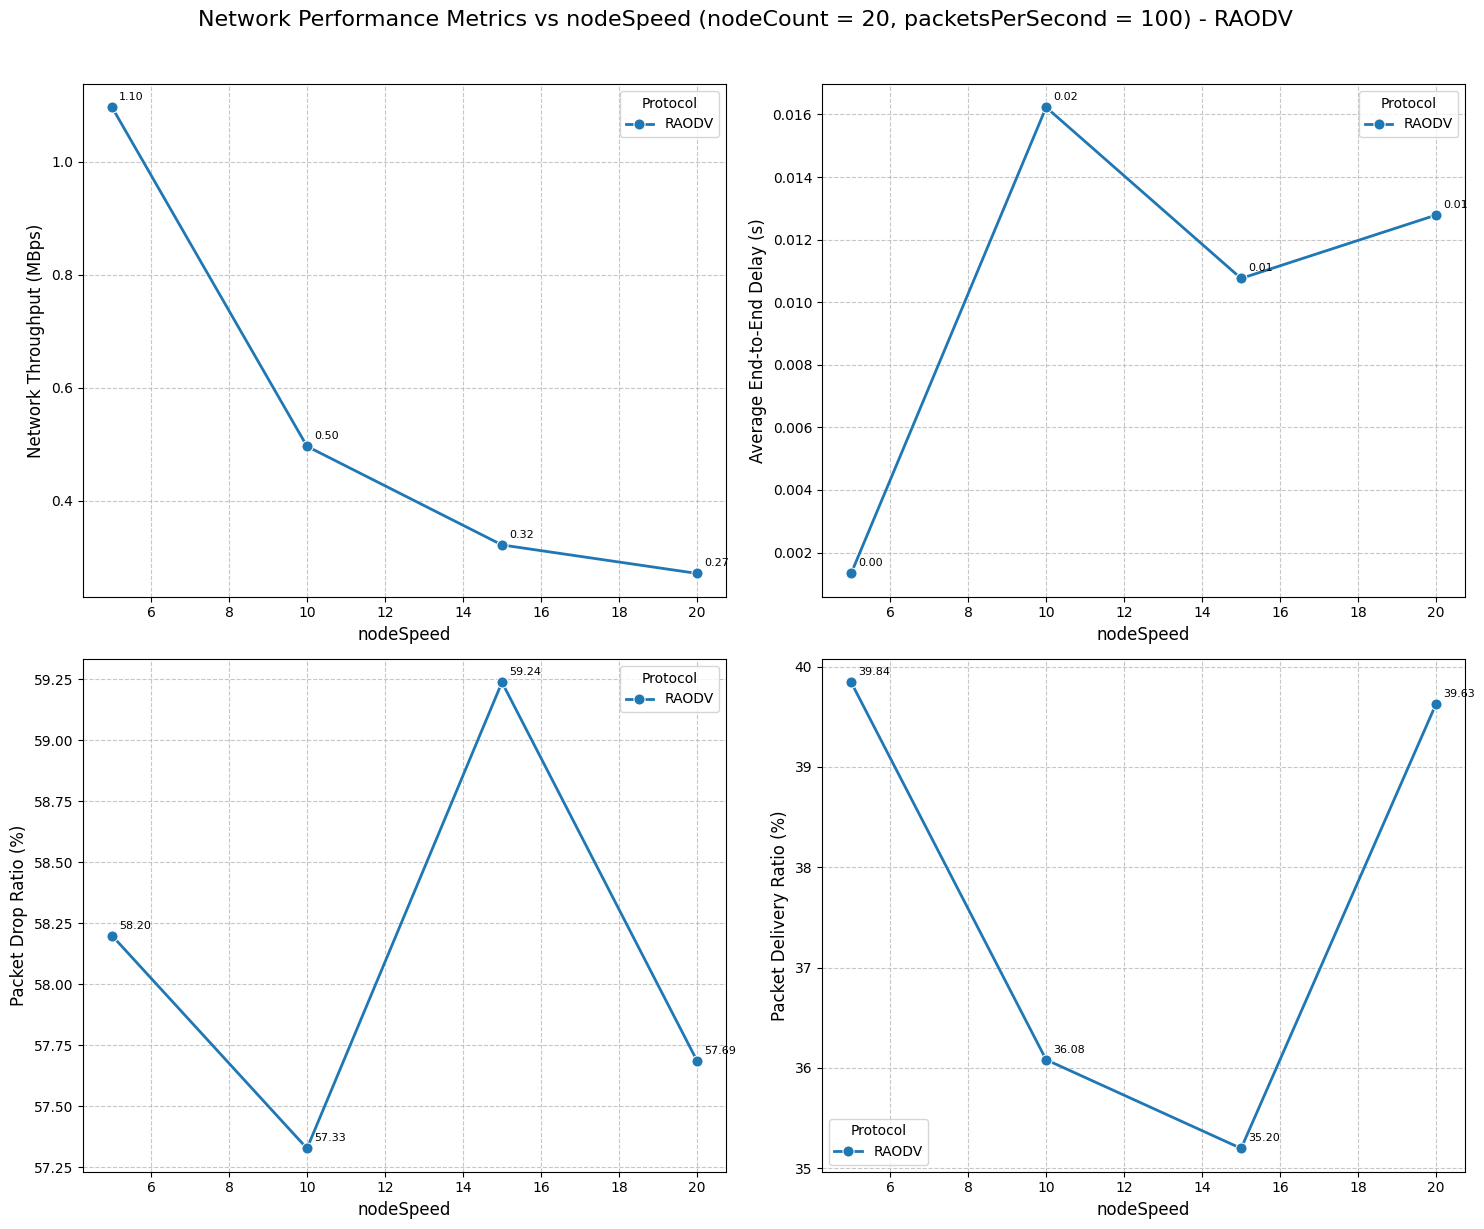 Network Performance Metrics vs nodeSpeed (nodeCount = 20, packetsPerSecond = 100) - RAODV
Network Throughput (MBps)
1.0
0.8
0.6
0.4
1.10
0.50
0.32
0.27
Protocol
RAODV
6 8 10 12 14 16 18 20
nodeSpeed
Average End-to-End Delay (s)
0.016
0.014
0.012
0.010
0.008
0.006
0.004
0.002
0.00
0.02
0.01
0.01
Protocol
RAODV
6 8 10 12 14 16 18 20
nodeSpeed
Packet Drop Ratio (%)
59.25
59.00
58.75
58.50
58.25
58.00
57.75
57.50
57.25
58.20
57.33
59.24
57.69
Protocol
RAODV
6 8 10 12 14 16 18 20
nodeSpeed
Packet Delivery Ratio (%)
40
39
38
37
36
35
39.84
36.08
35.20
39.63
Protocol
RAODV
6 8 10 12 14 16 18 20
nodeSpeed